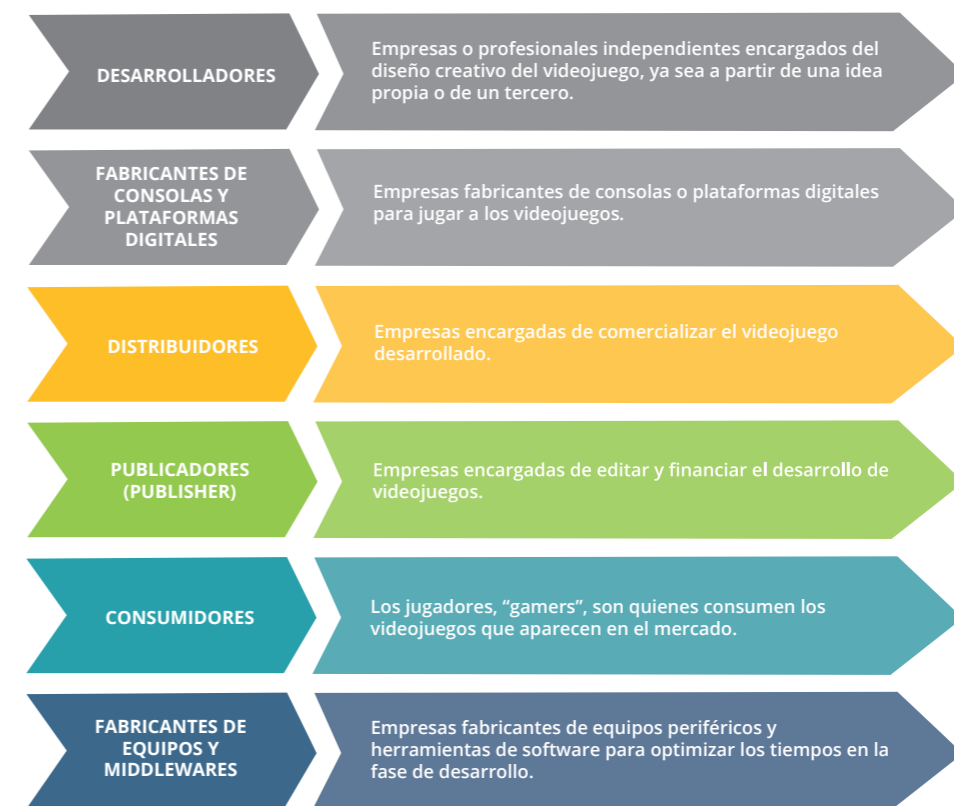 DESARROLLADORES
Empresas o profesionales independientes encargados del
diseño creativo del videojuego, ya sea a partir de una idea
propia o de un tercero.
FABRICANTES DE
CONSOLAS Y
PLATAFORMAS
DIGITALES
Empresas fabricantes de consolas o plataformas digitales
para jugar a los videojuegos.
DISTRIBUIDORES
Empresas encargadas de comercializar el videojuego
desarrollado.
PUBLICADORES
(PUBLISHER)
Empresas encargadas de editar y financiar el desarrollo de
videojuegos.
CONSUMIDORES
Los jugadores, “gamers”, son quienes consumen los
videojuegos que aparecen en el mercado.
FABRICANTES DE
EQUIPOS Y
MIDDLEWARES
Empresas fabricantes de equipos periféricos y
herramientas de software para optimizar los tiempos en la
fase de desarrollo.